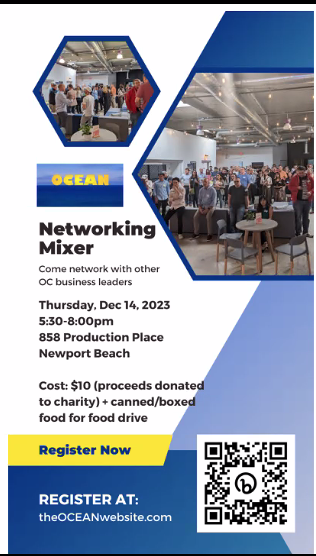 OCEAN
Networking
Mixer
Come network with other
OC business leaders
Thursday, Dec 14, 2023
5:30-8:00pm
858 Production Place
Newport Beach
Cost: $10 (proceeds donated
to charity) + canned/boxed
food for food drive
Register Now
REGISTER AT:
theOCEANwebsite.com